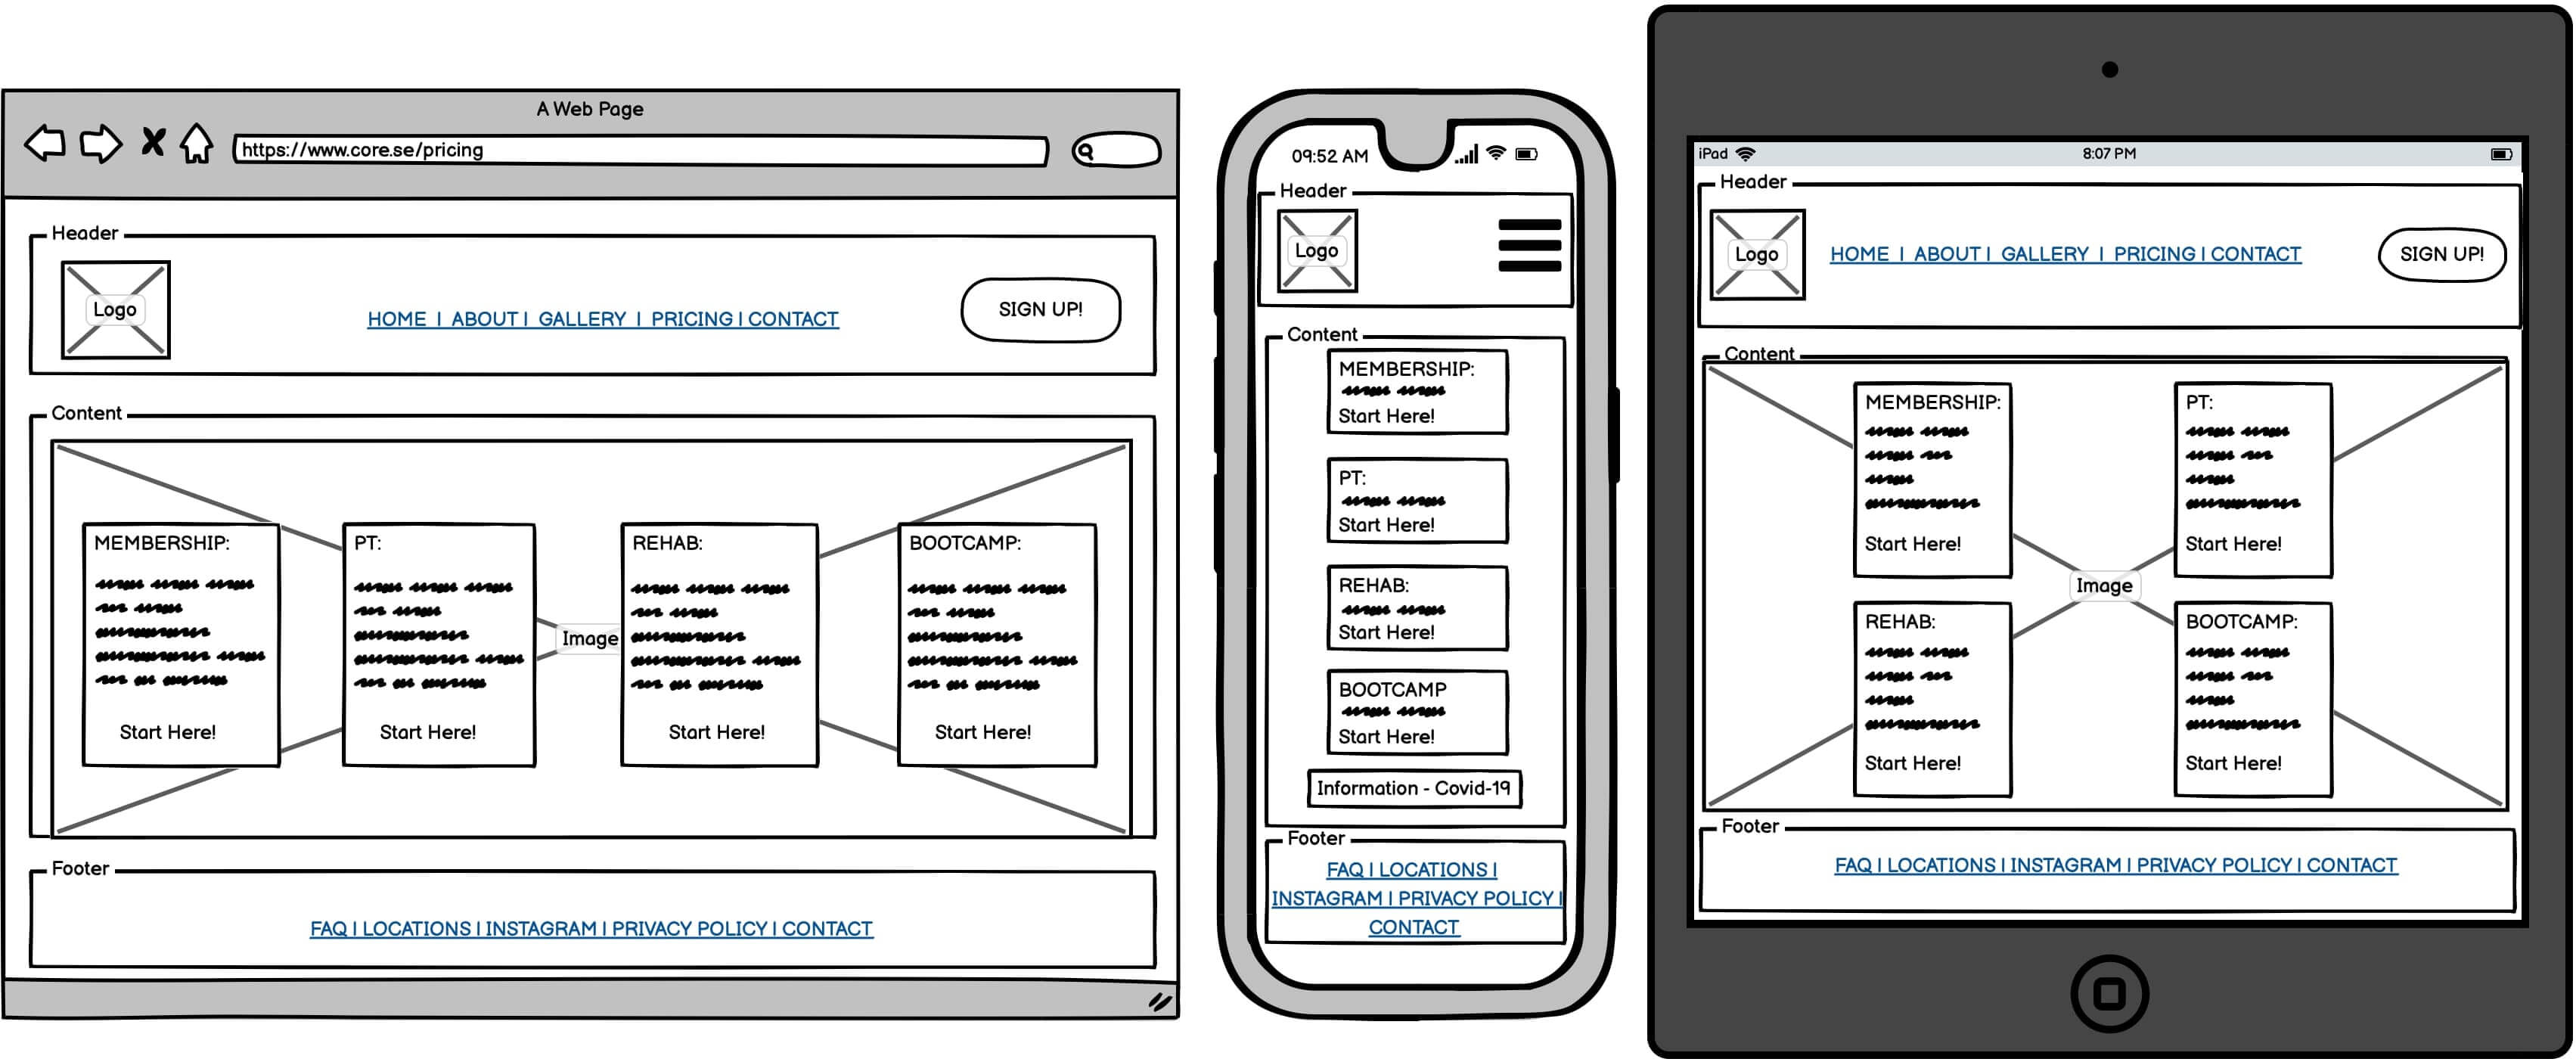 A Web Page
https://www.core.se/pricing
Header
Logo
HOME | ABOUT | GALLERY | PRICING | CONTACT
SIGN UP!
Content
MEMBERSHIP:
Start Here!
PT:
Start Here!
Image
REHAB:
Start Here!
BOOTCAMP:
Start Here!
Footer
FAQ | LOCATIONS | INSTAGRAM | PRIVACY POLICY | CONTACT
09:52 AM
Header
Logo
Content
MEMBERSHIP:
Start Here!
PT:
Start Here!
REHAB:
Start Here!
BOOTCAMP
Start Here!
Information - Covid-19
Footer
FAQ | LOCATIONS |
INSTAGRAM | PRIVACY POLICY |
CONTACT
iPad
8:07 PM
Header
Logo
HOME | ABOUT | GALLERY | PRICING | CONTACT
SIGN UP!
Content
MEMBERSHIP:
Start Here!
PT:
Start Here!
Image
REHAB:
Start Here!
BOOTCAMP:
Start Here!
Footer
FAQ | LOCATIONS | INSTAGRAM | PRIVACY POLICY | CONTACT